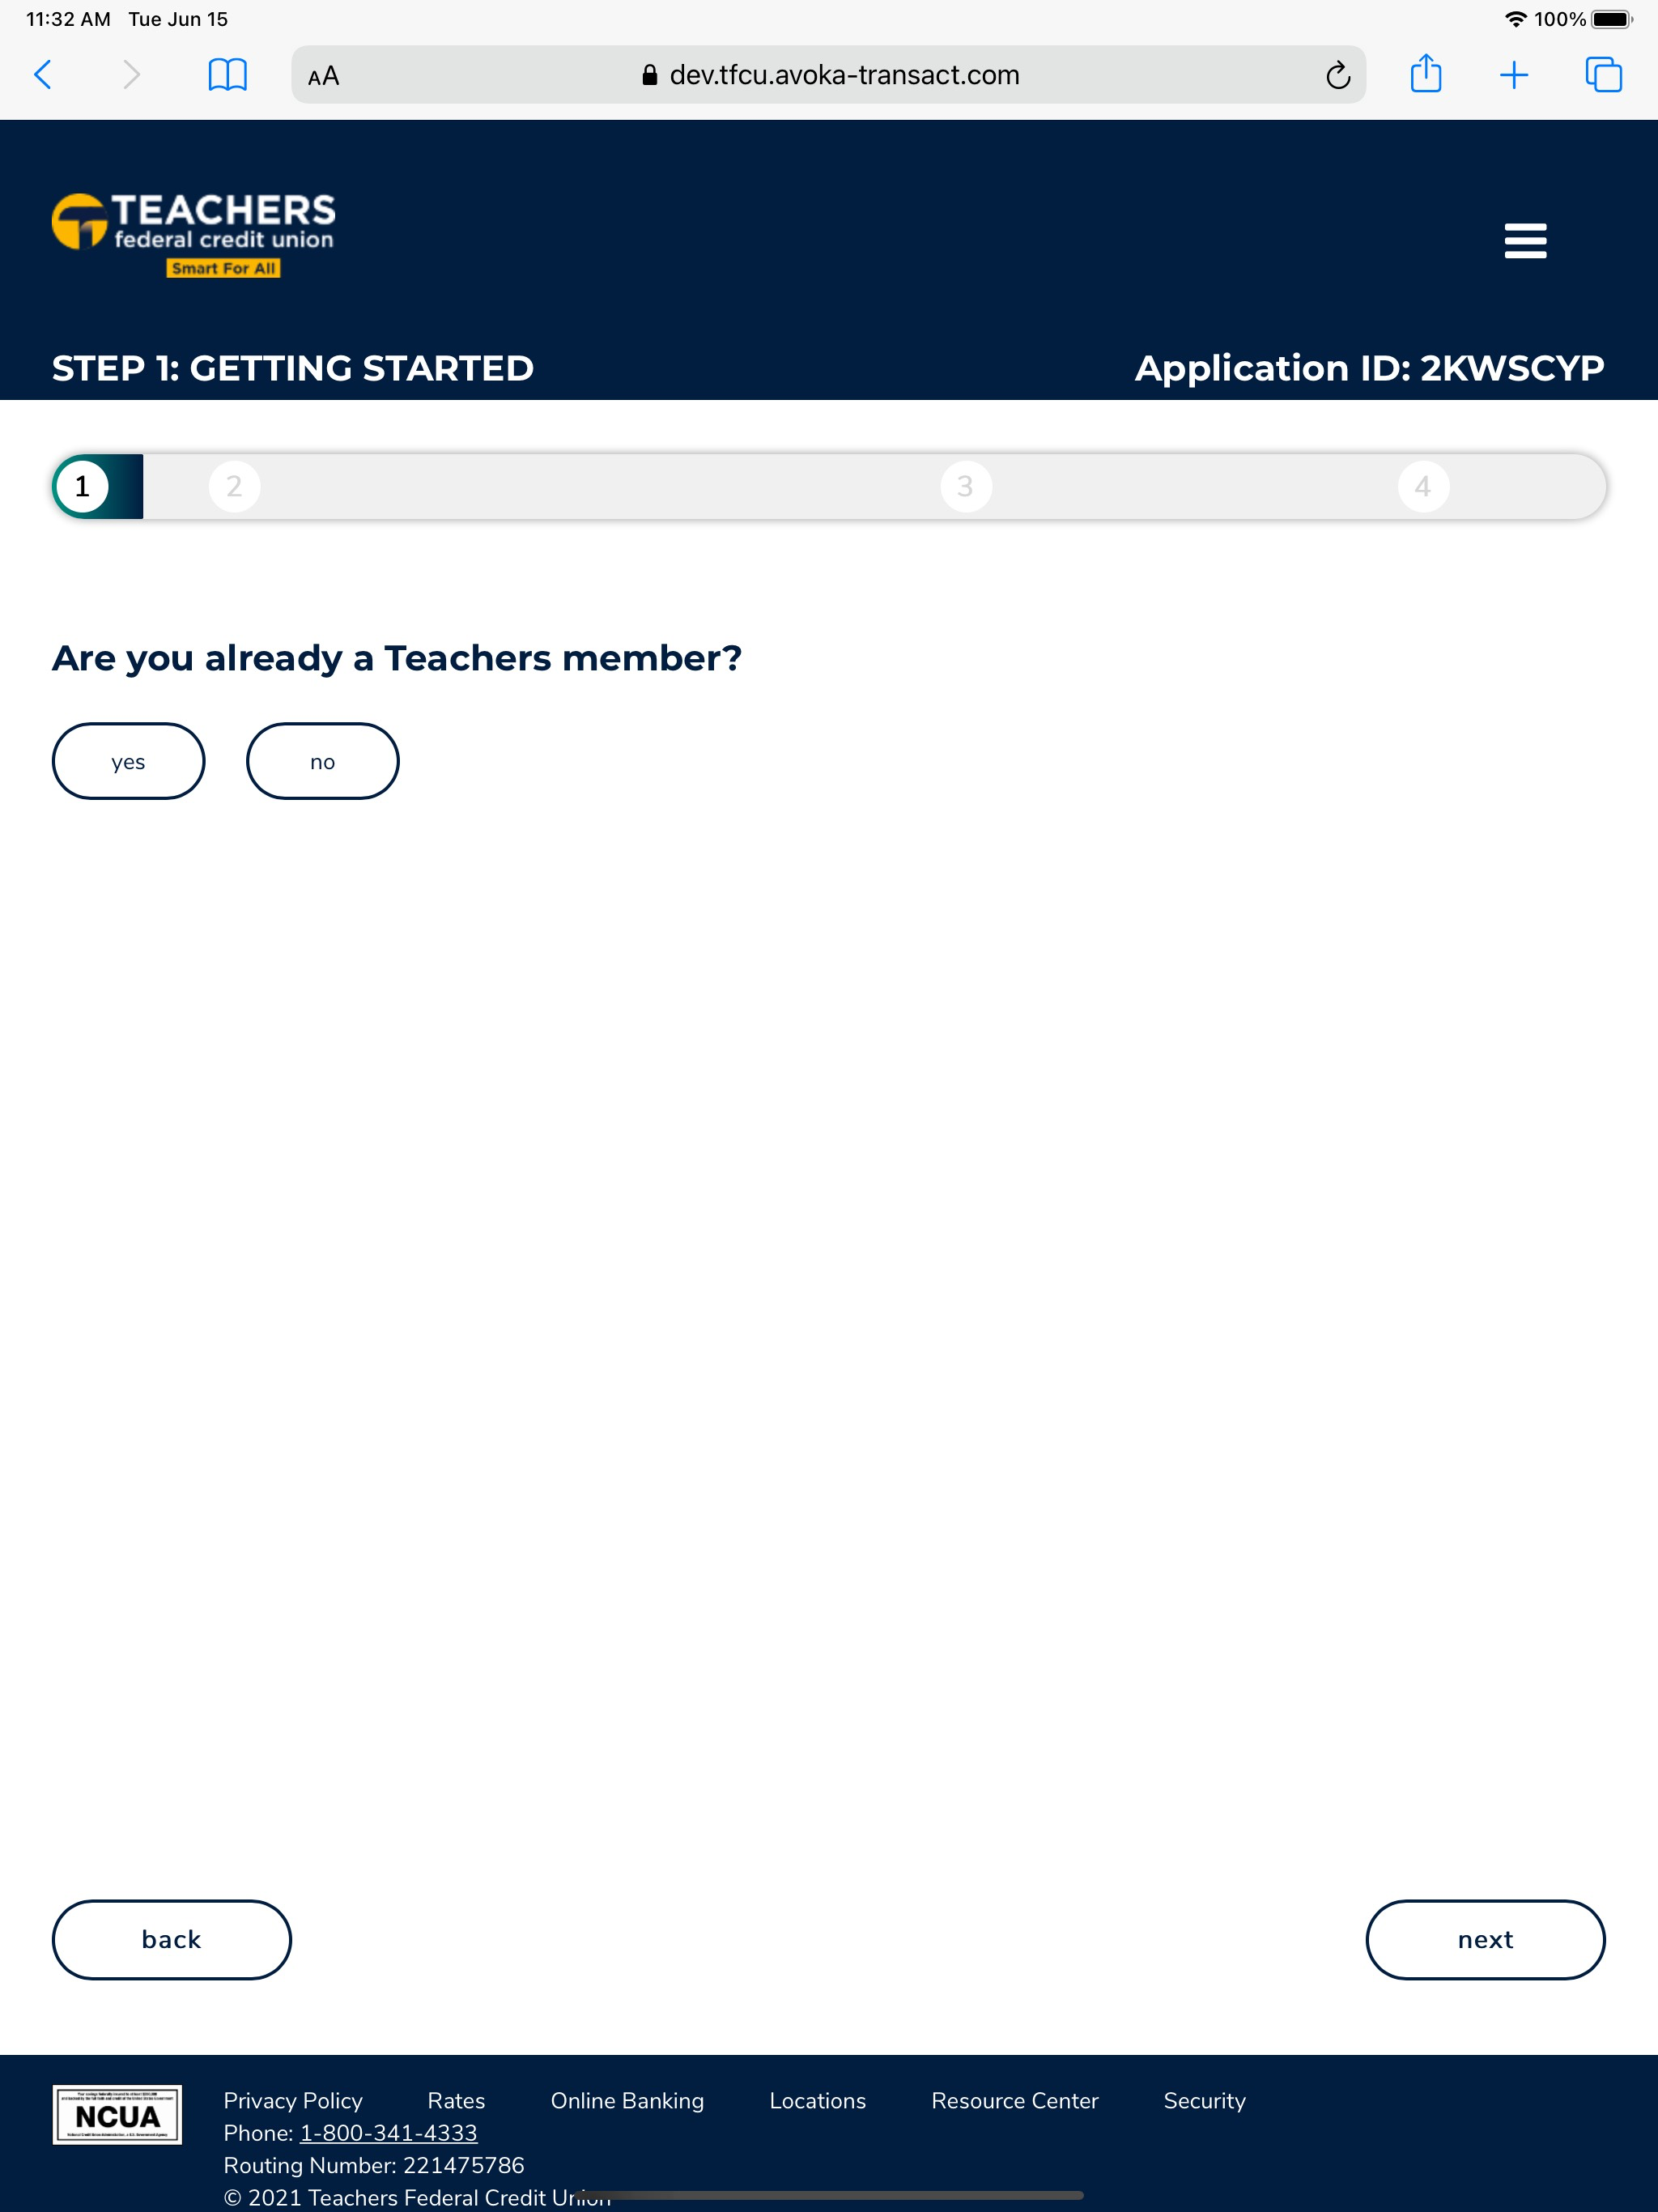 11:32 AM Tue Jun 15 100%
AA dev.tfcu.avoka-transact.com
TEACHERS
federal credit union
Smart For All
STEP 1: GETTING STARTED Application ID: 2KWSCYP
1 2 3 4
Are you already a Teachers member?
yes no
back next
NCUA
Privacy Policy Rates Online Banking Locations Resource Center Security
Phone: 1-800-341-4333
Routing Number: 221475786
© 2021 Teachers Federal Credit Union